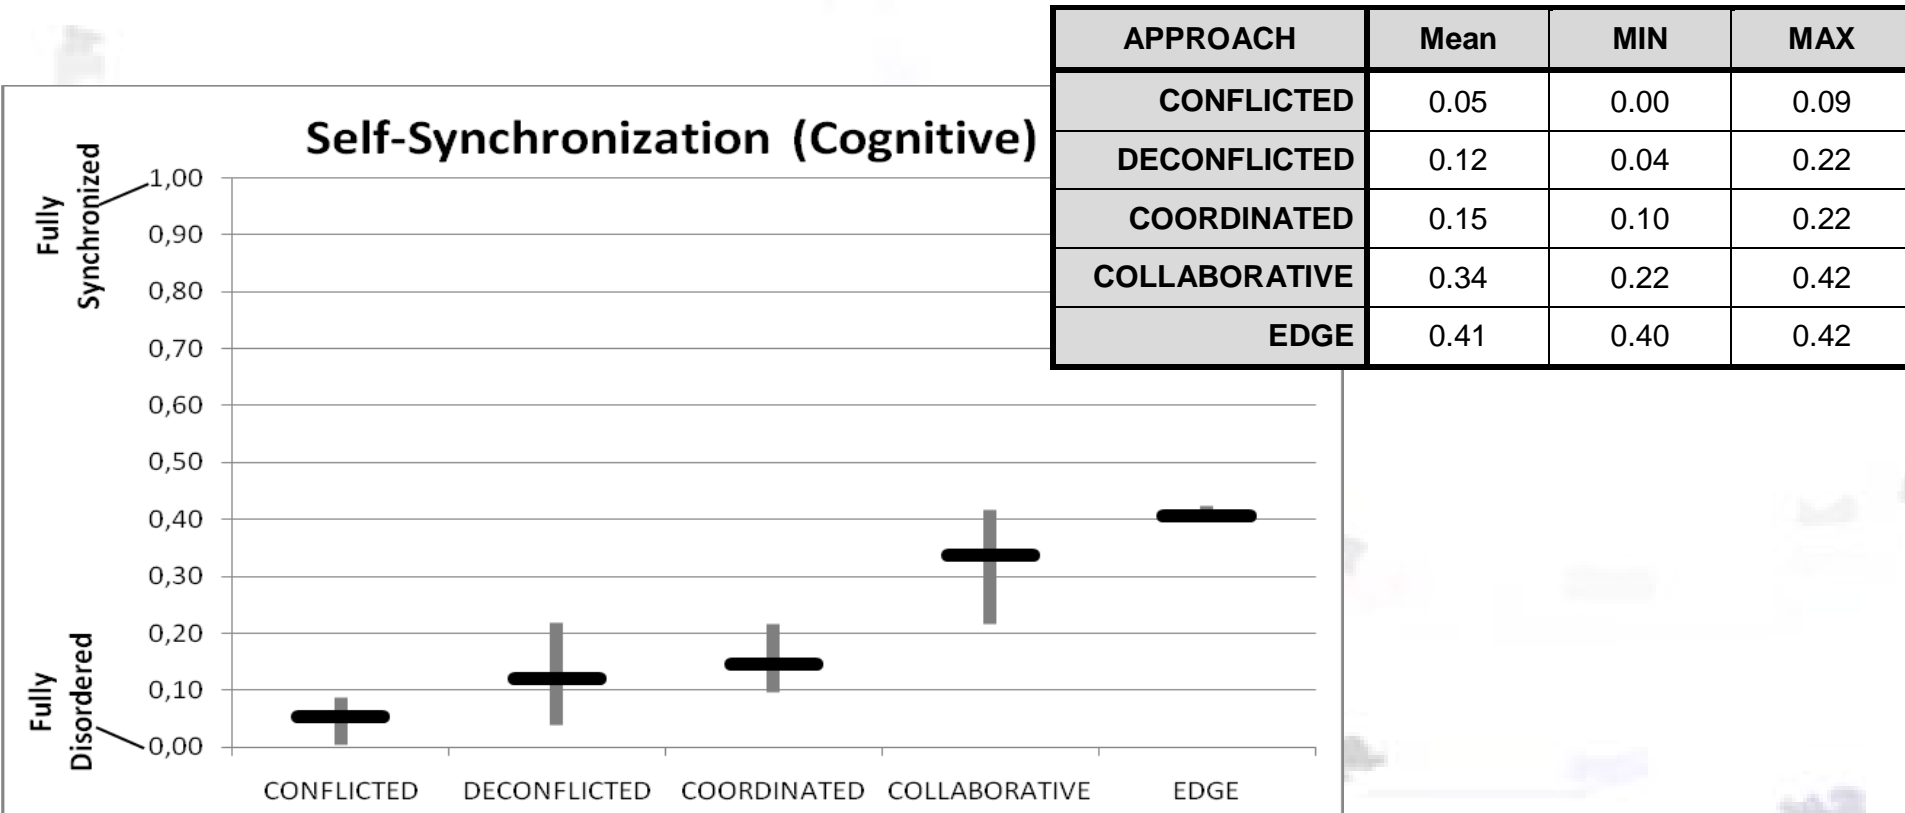 APPROACH Mean MIN MAX
CONFLICTED 0.05 0.00 0.09
DECONFLICTED 0.12 0.04 0.22
COORDINATED 0.15 0.10 0.22
COLLABORATIVE 0.34 0.22 0.42
EDGE 0.41 0.40 0.42
Self-Synchronization (Cognitive)
Fully
Synchronized
1,00
0,90
0,80
0,70
0,60
0,50
0,40
0,30
0,20
0,10
0,00
Fully
Disordered
CONFLICTED DECONFLICTED COORDINATED COLLABORATIVE EDGE